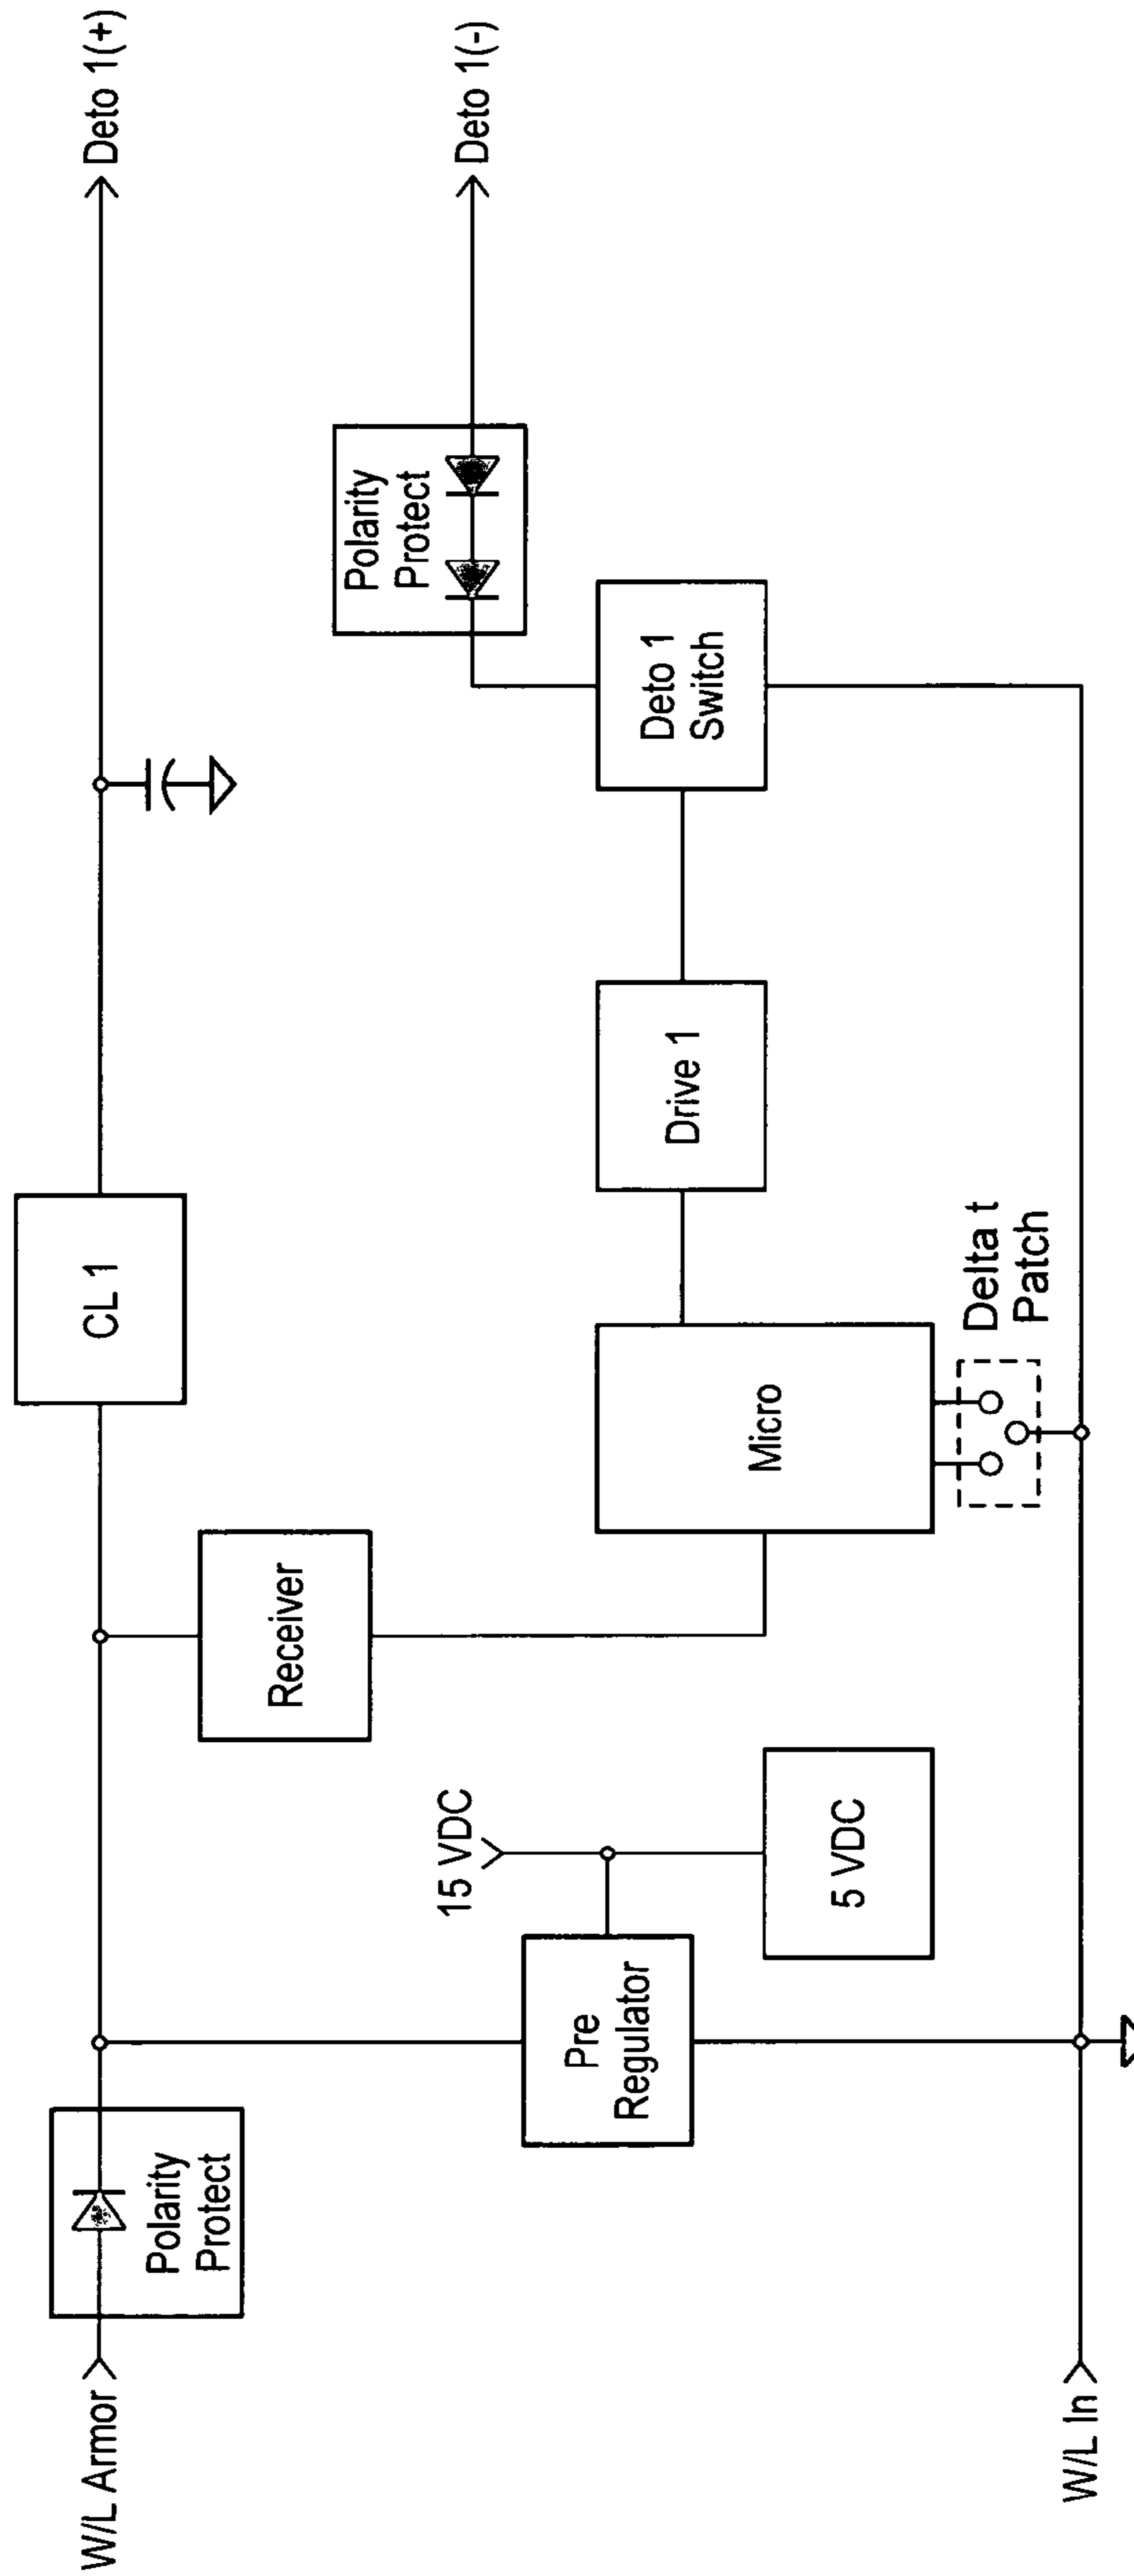 W/L Armor
Polarity
Protect
CL 1
Deto 1(+)
Receiver
Polarity
Protect
Deto 1(-)
15 VDC
Pre
Regulator
5 VDC
Micro
Drive 1
Deto 1
Switch
Delta t
Patch
W/L In